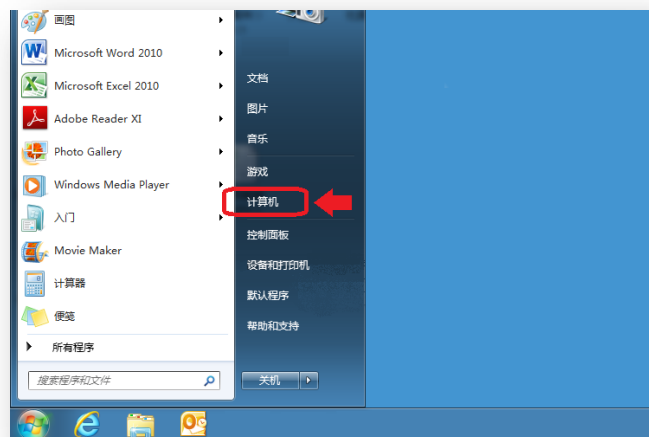 画图
Microsoft Word 2010
Microsoft Excel 2010
Adobe Reader XI
Photo Gallery
Windows Media Player
入门
Movie Maker
计算器
便笺
所有程序
搜索程序和文件
文档
图片
音乐
游戏
计算机
控制面板
设备和打印机
默认程序
帮助和支持
关机